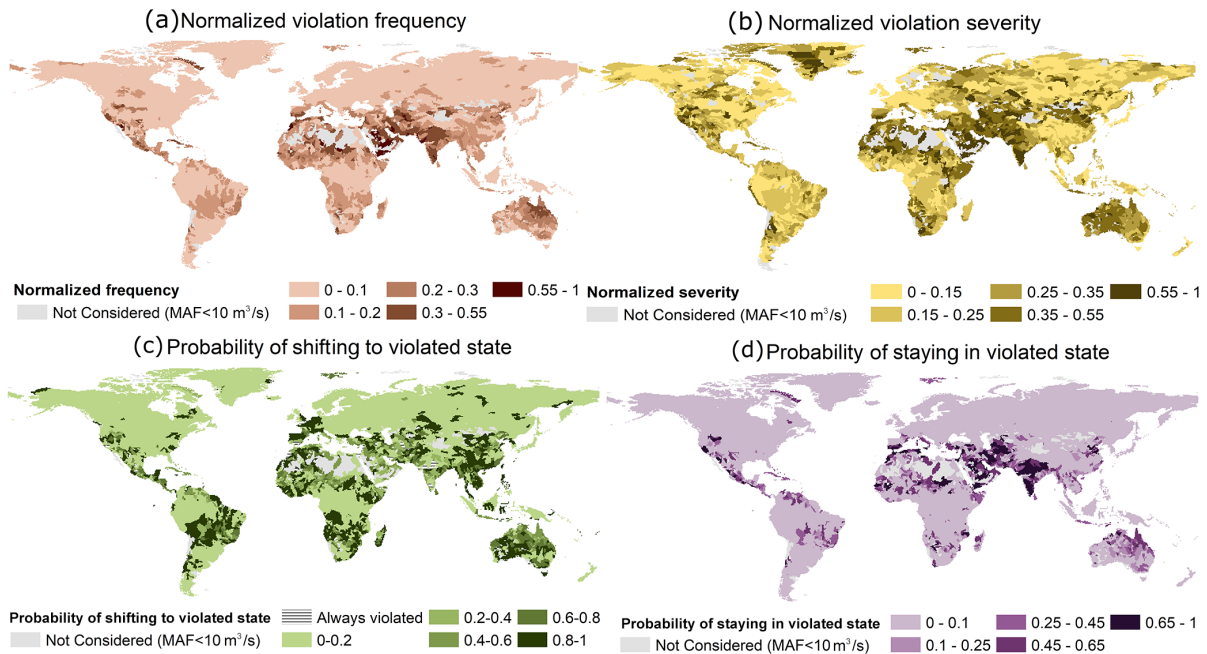 (a) Normalized violation frequency
(b) Normalized violation severity
Normalized frequency
Not Considered (MAF<10 m³/s)
0 - 0.1
0.1 - 0.2
0.2 - 0.3
0.3 - 0.55
0.55 - 1
Normalized severity
Not Considered (MAF<10 m³/s)
0 - 0.15
0.15 - 0.25
0.25 - 0.35
0.35 - 0.55
0.55 - 1
(c) Probability of shifting to violated state
(d) Probability of staying in violated state
Probability of shifting to violated state
Not Considered (MAF<10 m³/s)
Always violated
0-0.2
0.2-0.4
0.4-0.6
0.6-0.8
0.8-1
Probability of staying in violated state
Not Considered (MAF<10 m³/s)
0 - 0.1
0.1 - 0.25
0.25 - 0.45
0.45 - 0.65
0.65 - 1